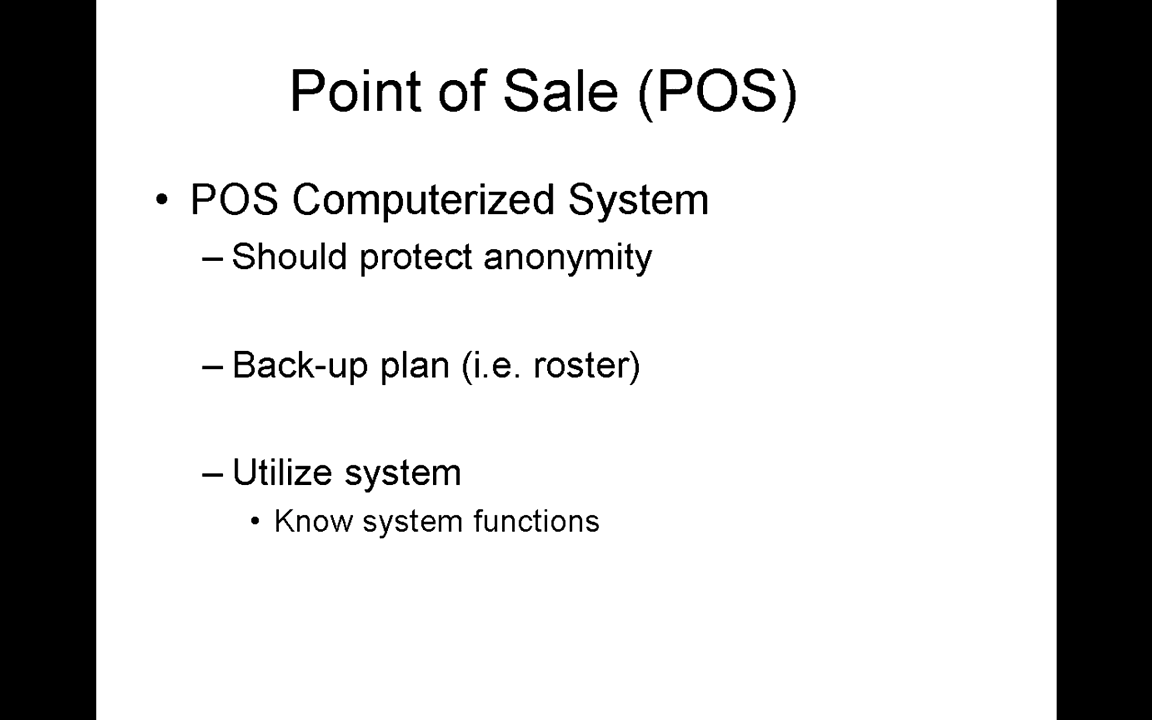 Point of Sale (POS)
• POS Computerized System
– Should protect anonymity
– Back-up plan (i.e. roster)
– Utilize system
• Know system functions